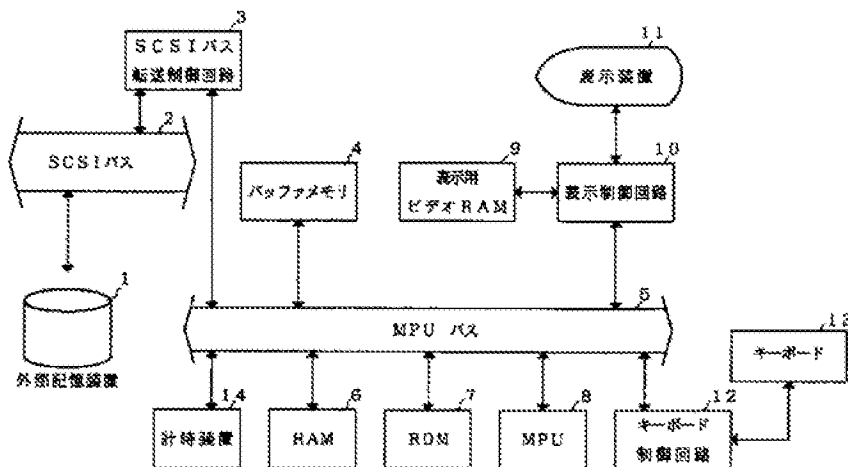 3
SCSIバス
転送制御回路
2
SCSIバス
1
外部記憶装置
4
バッファメモリ
9
表示用
ビデオRAM
11
表示装置
10
表示制御回路
5
MPU バス
14
計時装置
6
RAM
7
ROM
8
MPU
12
キーボード
制御回路
キーボード